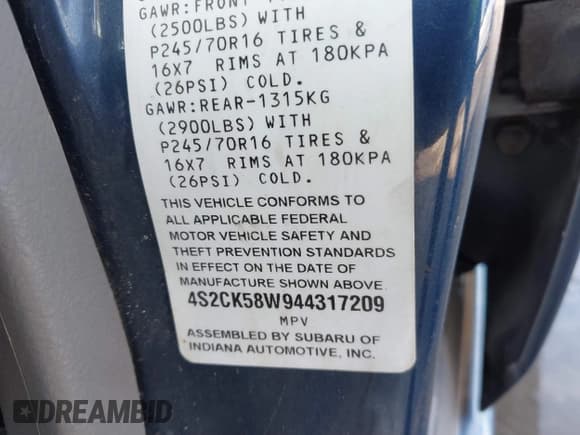 GAWR:FRONT
(2500LBS) WITH
P245/70R16 TIRES &
16X7 RIMS AT 180KPA
(26PSI) COLD.
GAWR:REAR-1315KG
(2900LBS) WITH
P245/70R16 TIRES &
16X7 RIMS AT 180KPA
(26PSI) COLD.
THIS VEHICLE CONFORMS TO
ALL APPLICABLE FEDERAL
MOTOR VEHICLE SAFETY AND
THEFT PREVENTION STANDARDS
IN EFFECT ON THE DATE OF
MANUFACTURE SHOWN ABOVE.
4S2CK58W944317209
MPV
ASSEMBLED BY SUBARU OF
INDIANA AUTOMOTIVE, INC.
DREAMBID